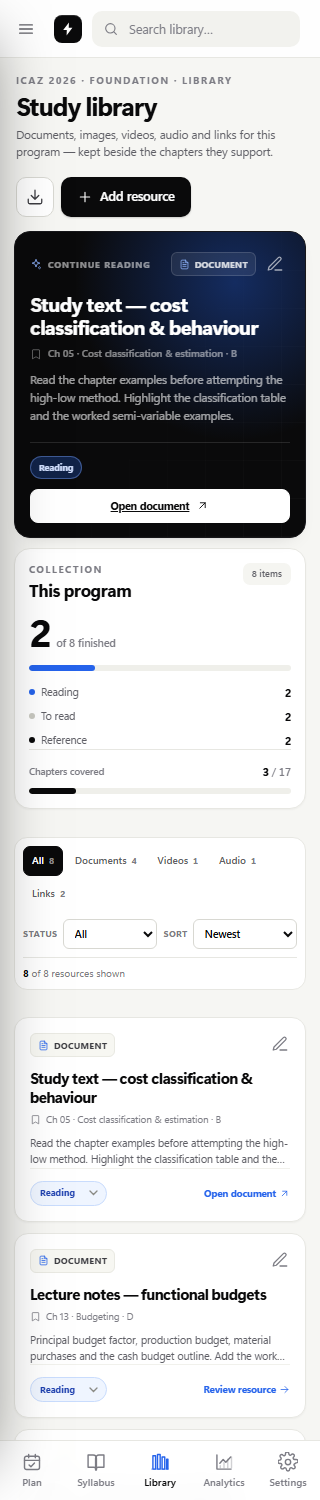 Search library...
ICAZ 2026 · FOUNDATION · LIBRARY
Study library
Documents, images, videos, audio and links for this
program — kept beside the chapters they support.
Add resource
CONTINUE READING
DOCUMENT
Study text — cost
classification & behaviour
Ch 05 · Cost classification & estimation · B
Read the chapter examples before attempting the
high-low method. Highlight the classification table
and the worked semi-variable examples.
Reading
Open document
COLLECTION
8 items
This program
2 of 8 finished
Reading 2
To read 2
Reference 2
Chapters covered 3 / 17
All 8 Documents 4 Videos 1 Audio 1
Links 2
STATUS All SORT Newest
8 of 8 resources shown
DOCUMENT
Study text — cost classification &
behaviour
Ch 05 · Cost classification & estimation · B
Read the chapter examples before attempting the high-
low method. Highlight the classification table and the...
Reading Open document
DOCUMENT
Lecture notes — functional budgets
Ch 13 · Budgeting · D
Principal budget factor, production budget, material
purchases and the cash budget outline. Add the work...
Reading Review resource
Plan Syllabus Library Analytics Settings